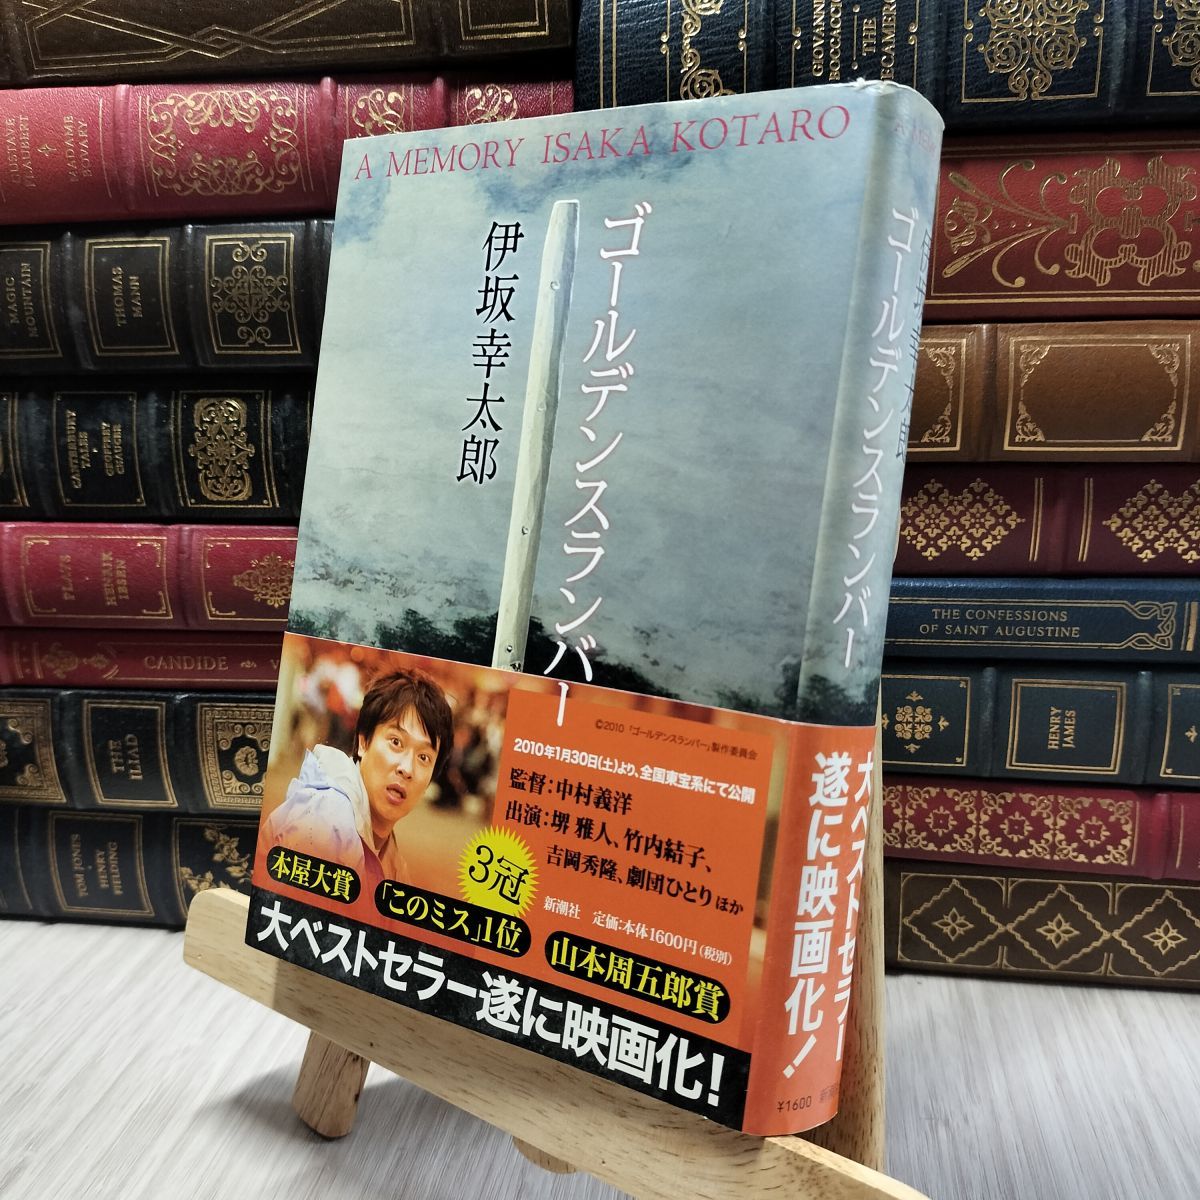 A MEMORY ISAKA KOTARO
ゴールデンスランバー
伊坂幸太郎
©2010「ゴールデンスランバー」製作委員会
2010年1月30日(土)より、全国東宝系にて公開
監督:中村義洋
出演:堺 雅人、竹内結子、
吉岡秀隆、劇団ひとりほか
新潮社 定価:本体1600円(税別)
3冠
本屋大賞
「このミス」1位
山本周五郎賞
大ベストセラー遂に映画化!
ゴールデンスランバー
大ベストセラー
遂に映画化!
¥1600
GUSTAVE
FLAUBERT
MADAME
BOVARY
MAGIC
MOUNTAIN
THOMAS
MANN
CANTERBURY
TALES
GEOFFREY
CHAUCER
PLAYS
HENRIK
IBSEN
CANDIDE
THE
ILIAD
TOM JONES
HENRY
FIELDING
GIOVANNI
BOCCACCIO
THE
DECAMERON
THE CONFESSIONS
OF SAINT AUGUSTINE
HENRY
JAMES